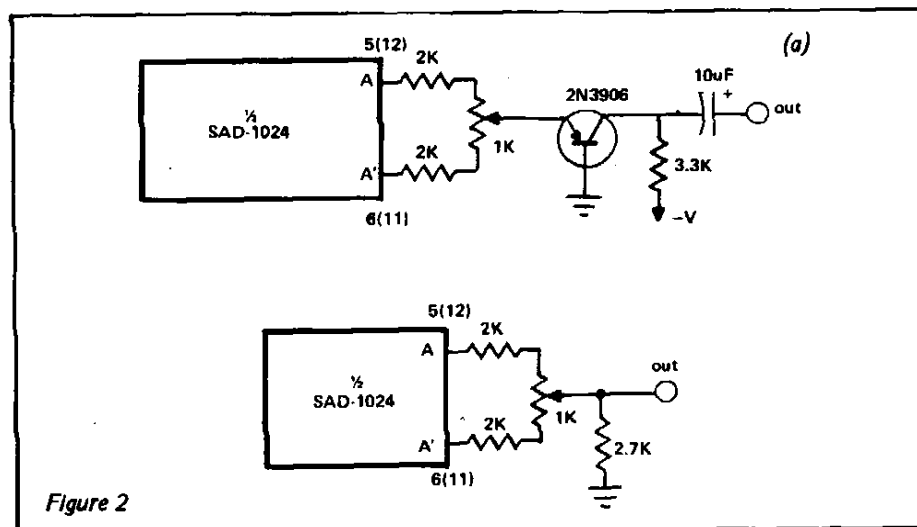 (a)
5(12)
2K
10uF
A
+
2N3906
out
½
SAD-1024
1K
3.3K
2K
A'
-V
6(11)
5(12)
2K
A
out
½
SAD-1024
1K
2K
2.7K
A'
6(11)
Figure 2